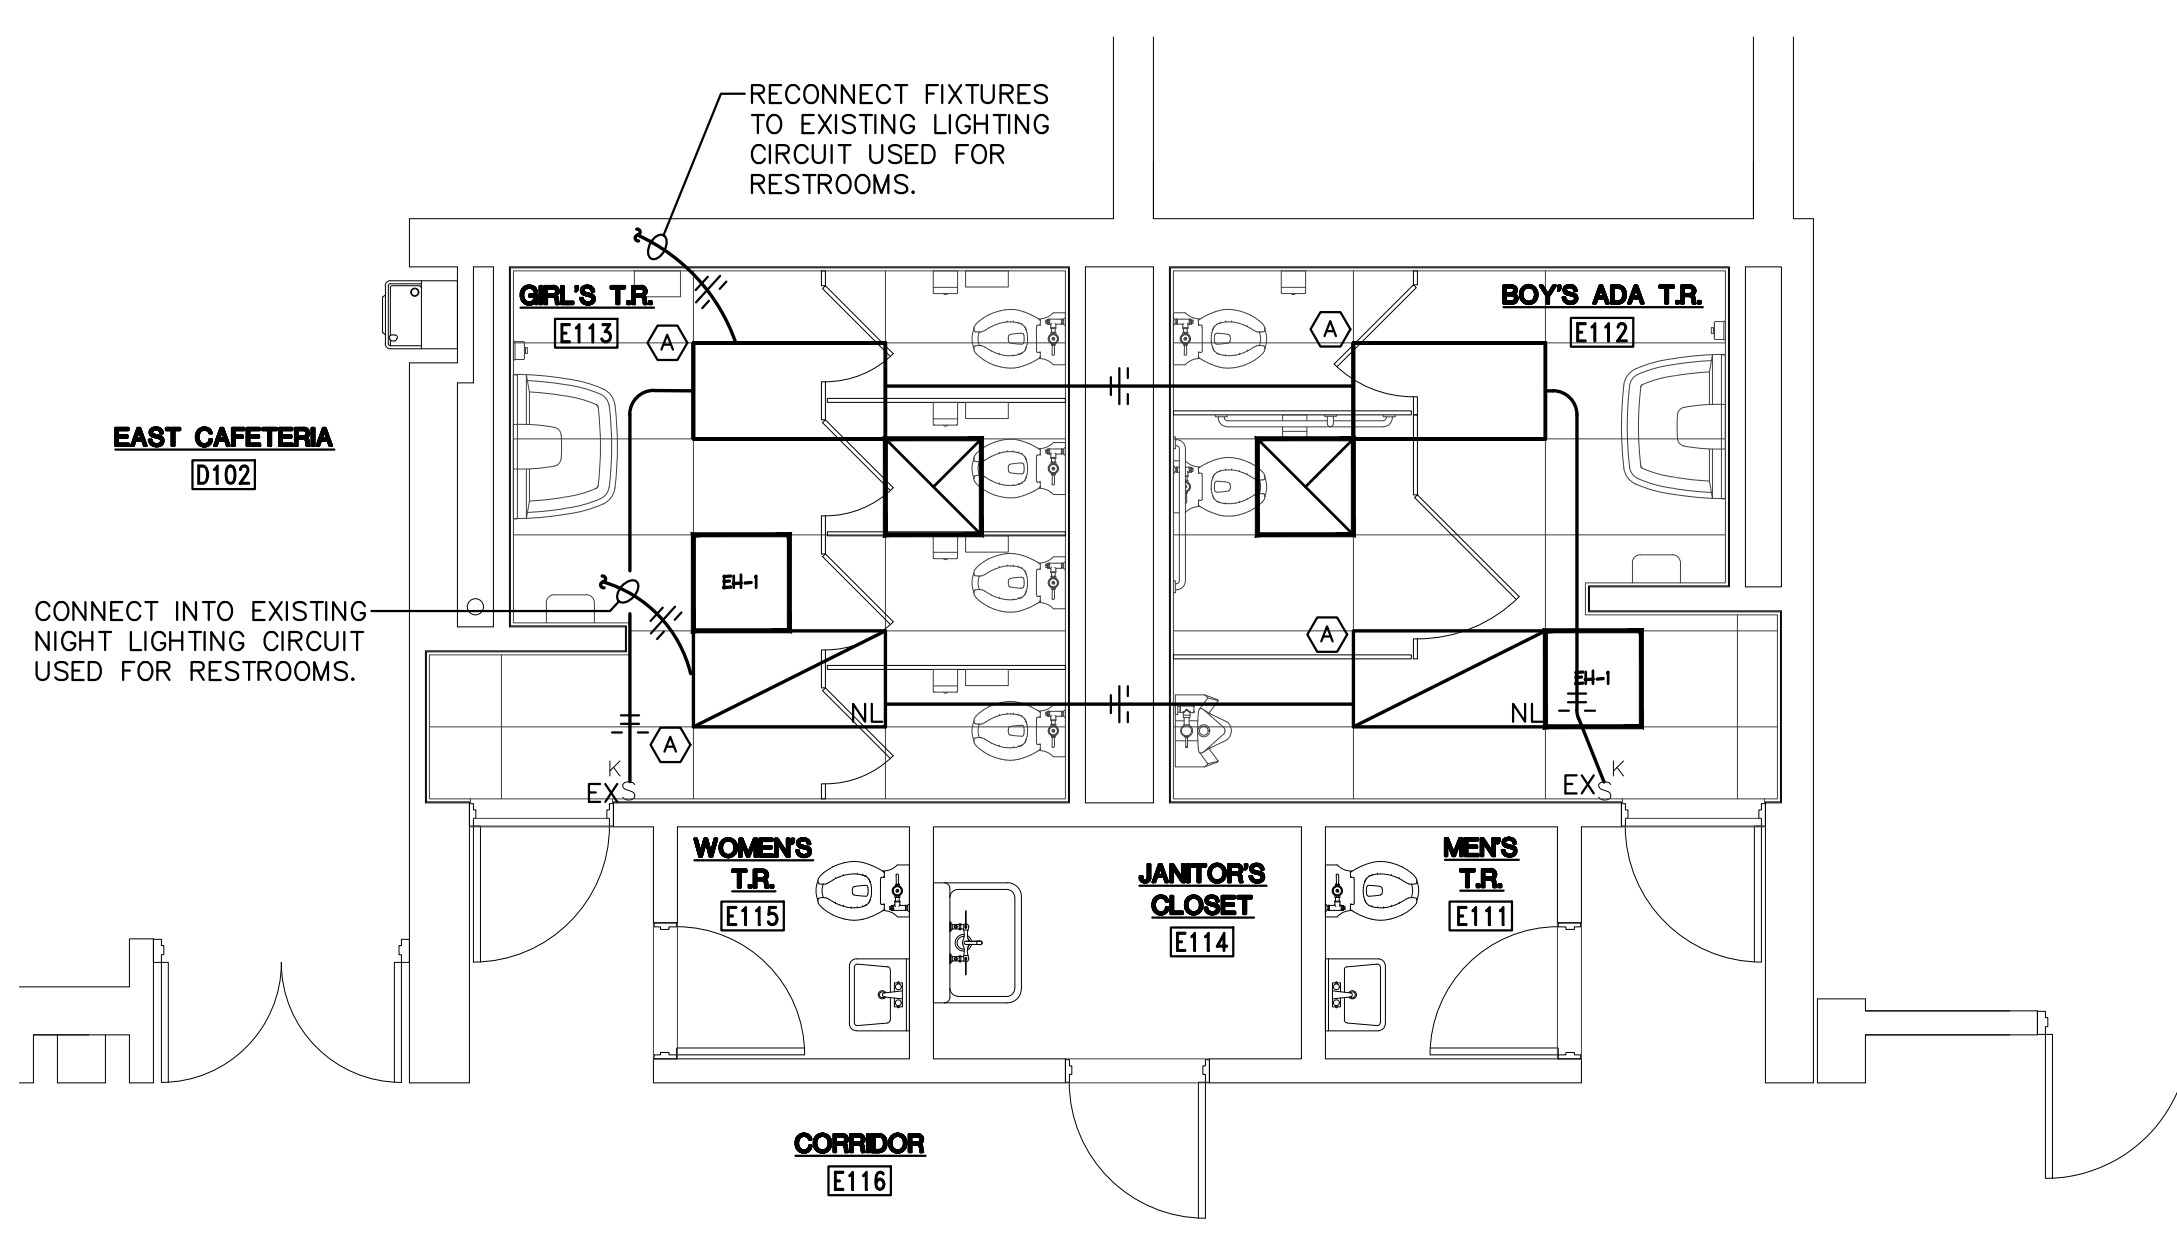 RECONNECT FIXTURES
TO EXISTING LIGHTING
CIRCUIT USED FOR
RESTROOMS.
GIRL'S T.R.
E113
A
A
BOY'S ADA T.R.
E112
EAST CAFETERIA
D102
EH-1
CONNECT INTO EXISTING
NIGHT LIGHTING CIRCUIT
USED FOR RESTROOMS.
A
EH-1
NL
NL
A
K
EXS
K
EXS
WOMEN'S
T.R.
E115
JANITOR'S
CLOSET
E114
MEN'S
T.R.
E111
CORRIDOR
E116